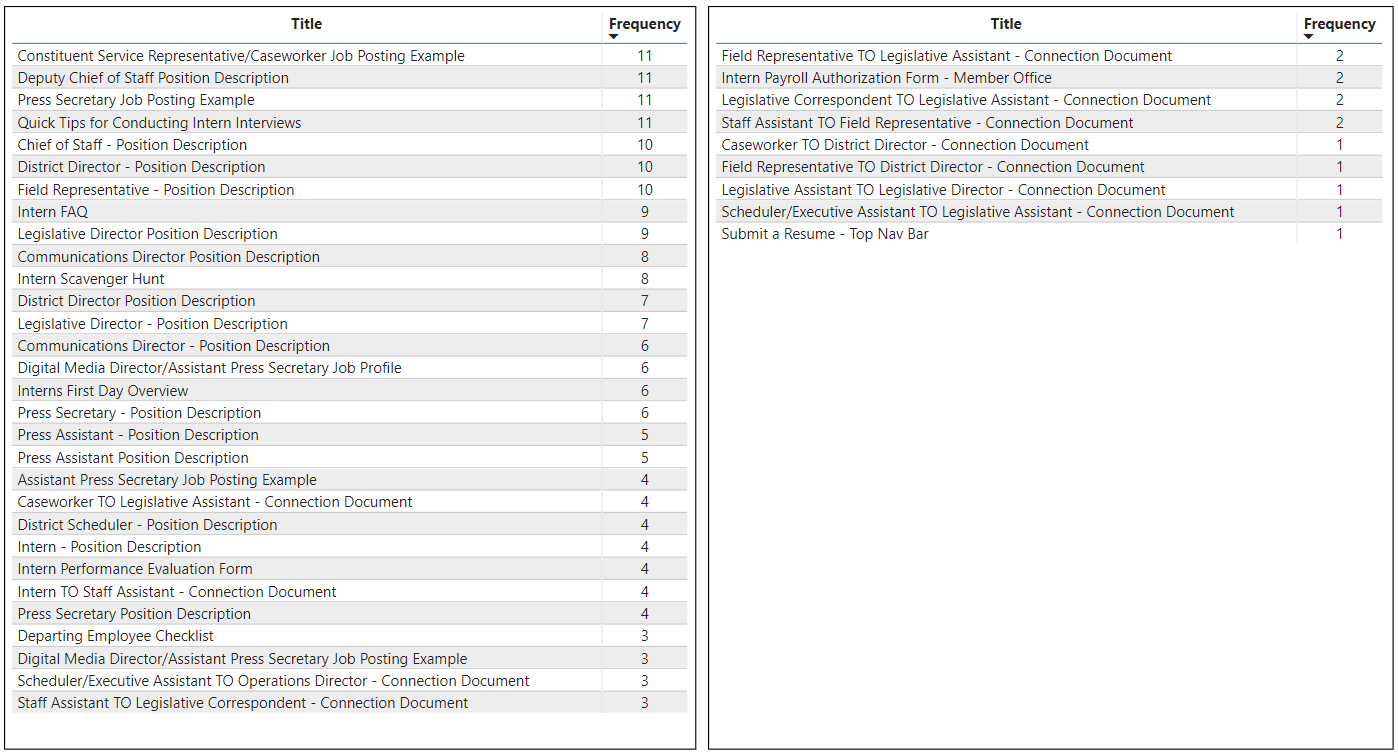 Title Frequency
Constituent Service Representative/Caseworker Job Posting Example 11
Deputy Chief of Staff Position Description 11
Press Secretary Job Posting Example 11
Quick Tips for Conducting Intern Interviews 11
Chief of Staff - Position Description 10
District Director - Position Description 10
Field Representative - Position Description 10
Intern FAQ 9
Legislative Director Position Description 9
Communications Director Position Description 8
Intern Scavenger Hunt 8
District Director Position Description 7
Legislative Director - Position Description 7
Communications Director - Position Description 6
Digital Media Director/Assistant Press Secretary Job Profile 6
Interns First Day Overview 6
Press Secretary - Position Description 6
Press Assistant - Position Description 5
Press Assistant Position Description 5
Assistant Press Secretary Job Posting Example 4
Caseworker TO Legislative Assistant - Connection Document 4
District Scheduler - Position Description 4
Intern - Position Description 4
Intern Performance Evaluation Form 4
Intern TO Staff Assistant - Connection Document 4
Press Secretary Position Description 4
Departing Employee Checklist 3
Digital Media Director/Assistant Press Secretary Job Posting Example 3
Scheduler/Executive Assistant TO Operations Director - Connection Document 3
Staff Assistant TO Legislative Correspondent - Connection Document 3
Title Frequency
Field Representative TO Legislative Assistant - Connection Document 2
Intern Payroll Authorization Form - Member Office 2
Legislative Correspondent TO Legislative Assistant - Connection Document 2
Staff Assistant TO Field Representative - Connection Document 2
Caseworker TO District Director - Connection Document 1
Field Representative TO District Director - Connection Document 1
Legislative Assistant TO Legislative Director - Connection Document 1
Scheduler/Executive Assistant TO Legislative Assistant - Connection Document 1
Submit a Resume - Top Nav Bar 1